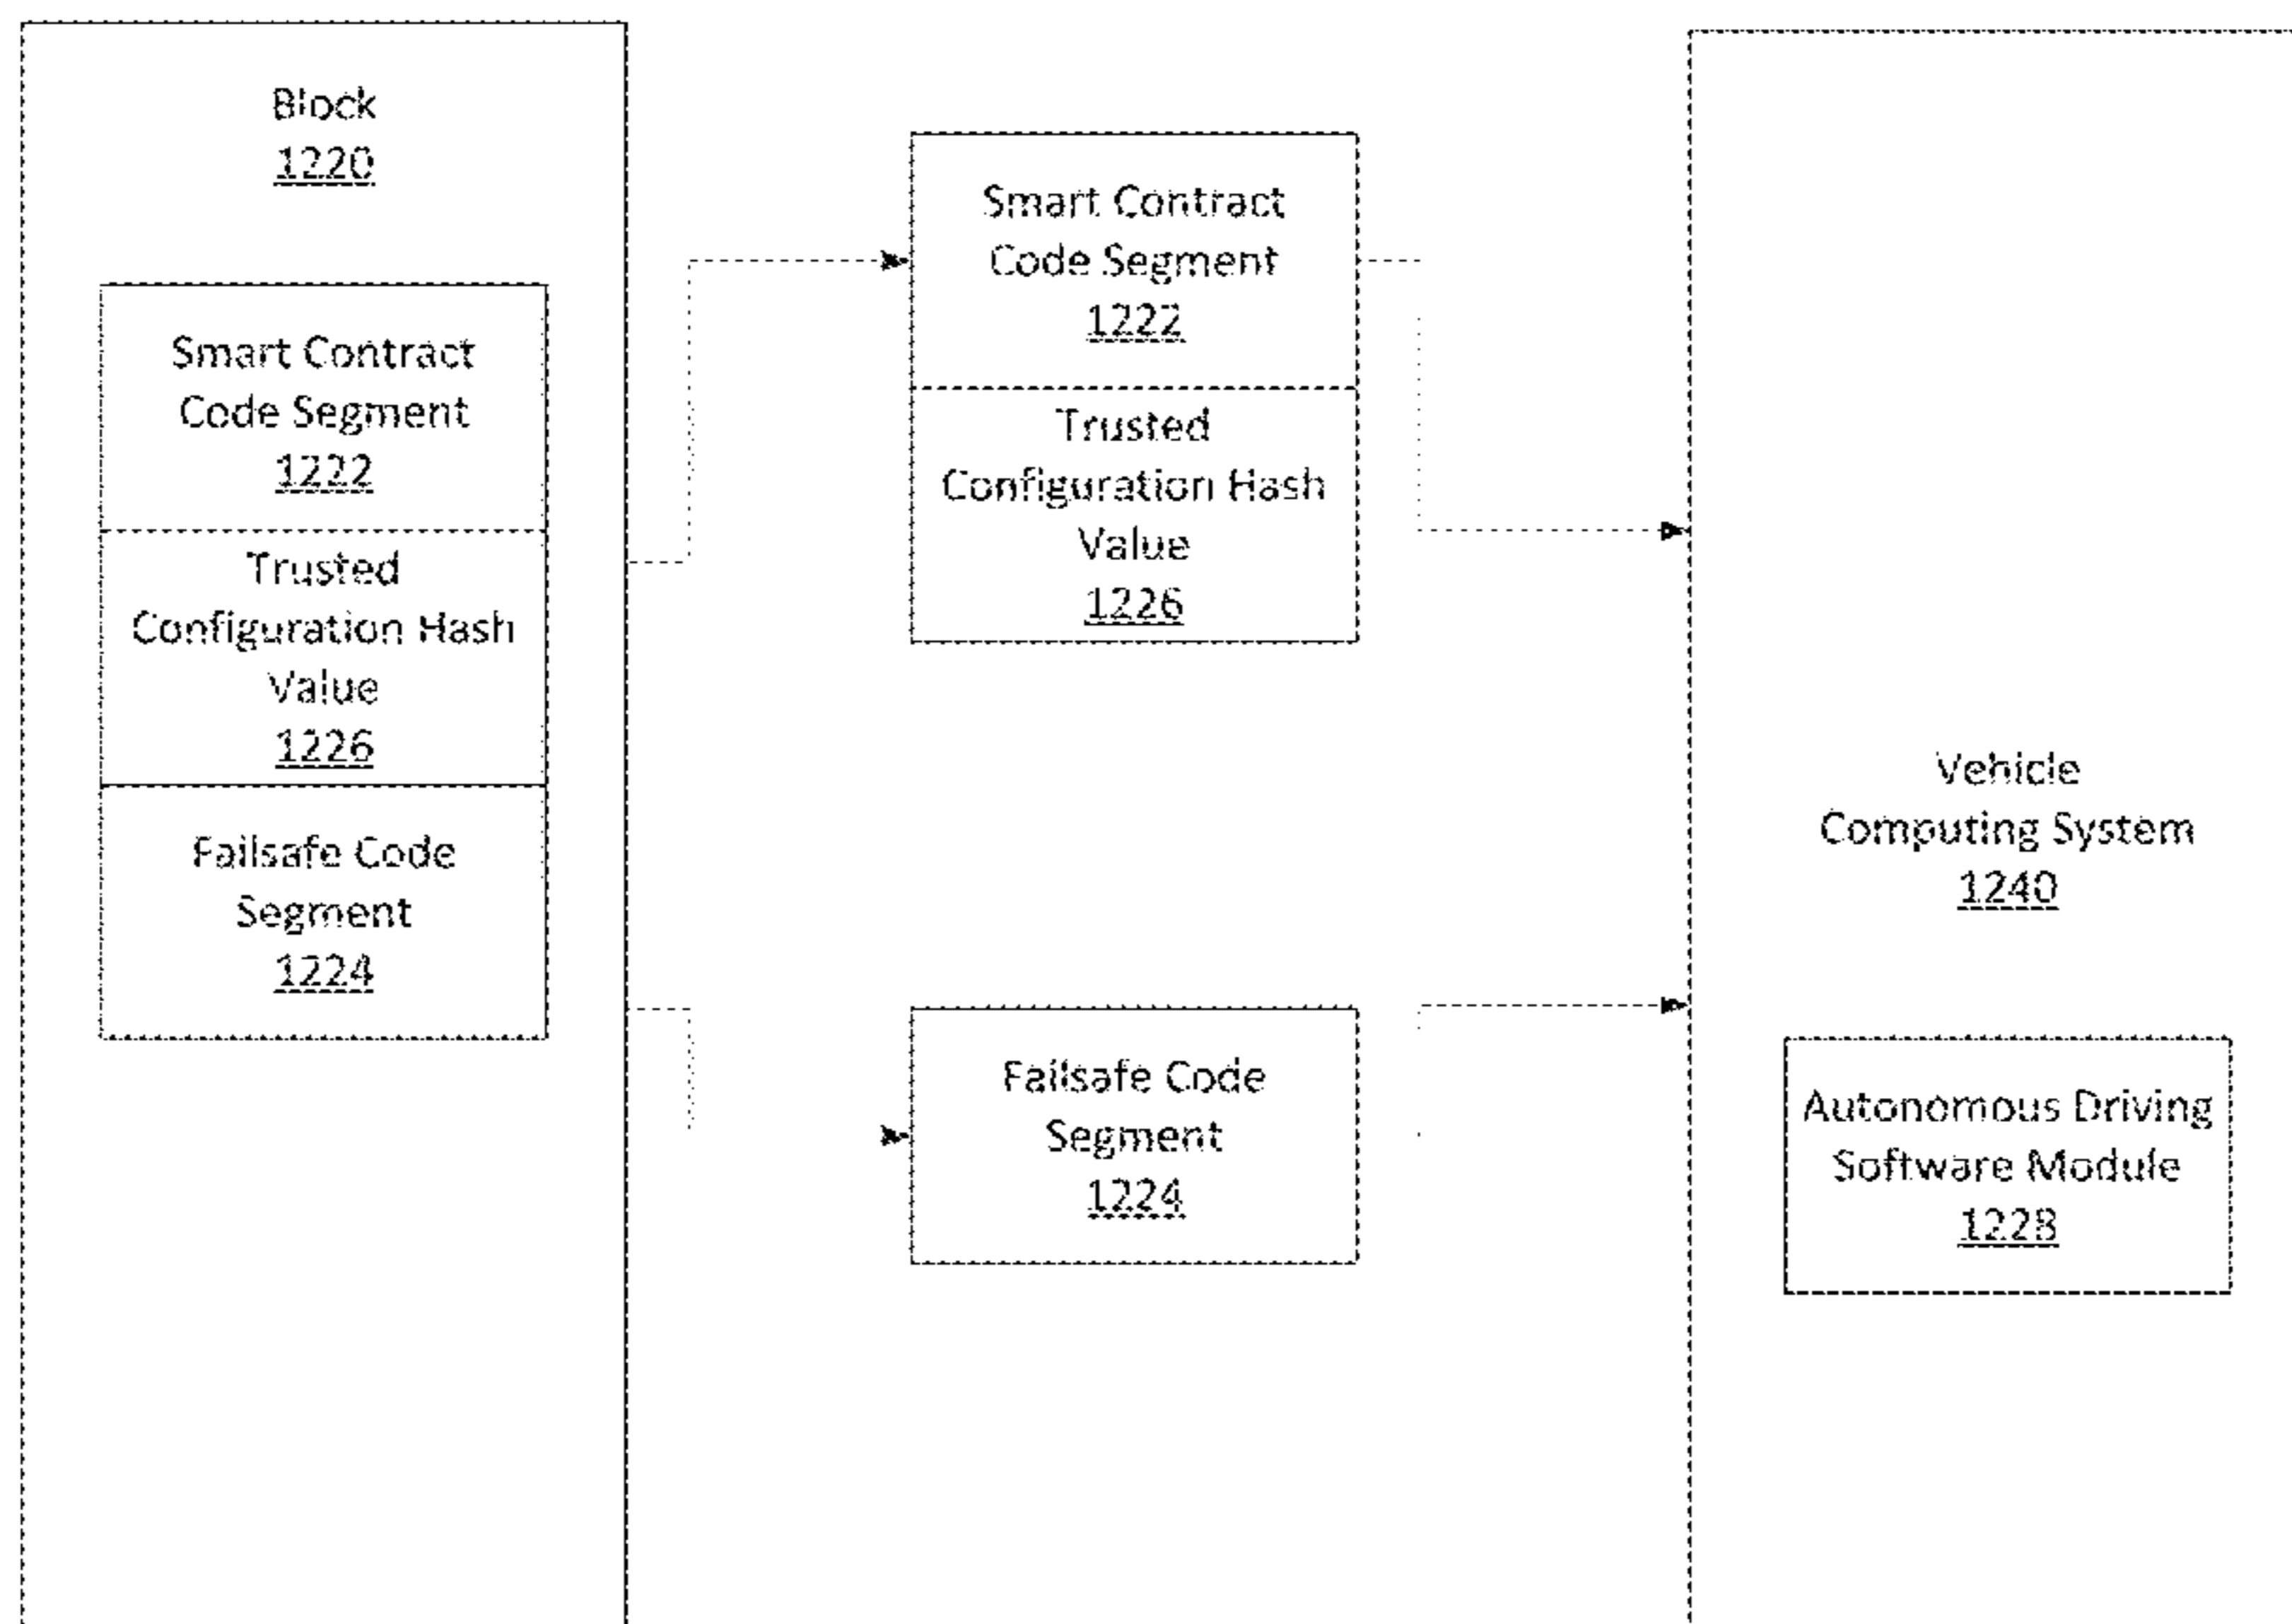 Block
1220
Smart Contract
Code Segment
1222
Trusted
Configuration Hash
Value
1226
Failsafe Code
Segment
1224
Smart Contract
Code Segment
1222
Trusted
Configuration Hash
Value
1226
Failsafe Code
Segment
1224
Vehicle
Computing System
1240
Autonomous Driving
Software Module
1228